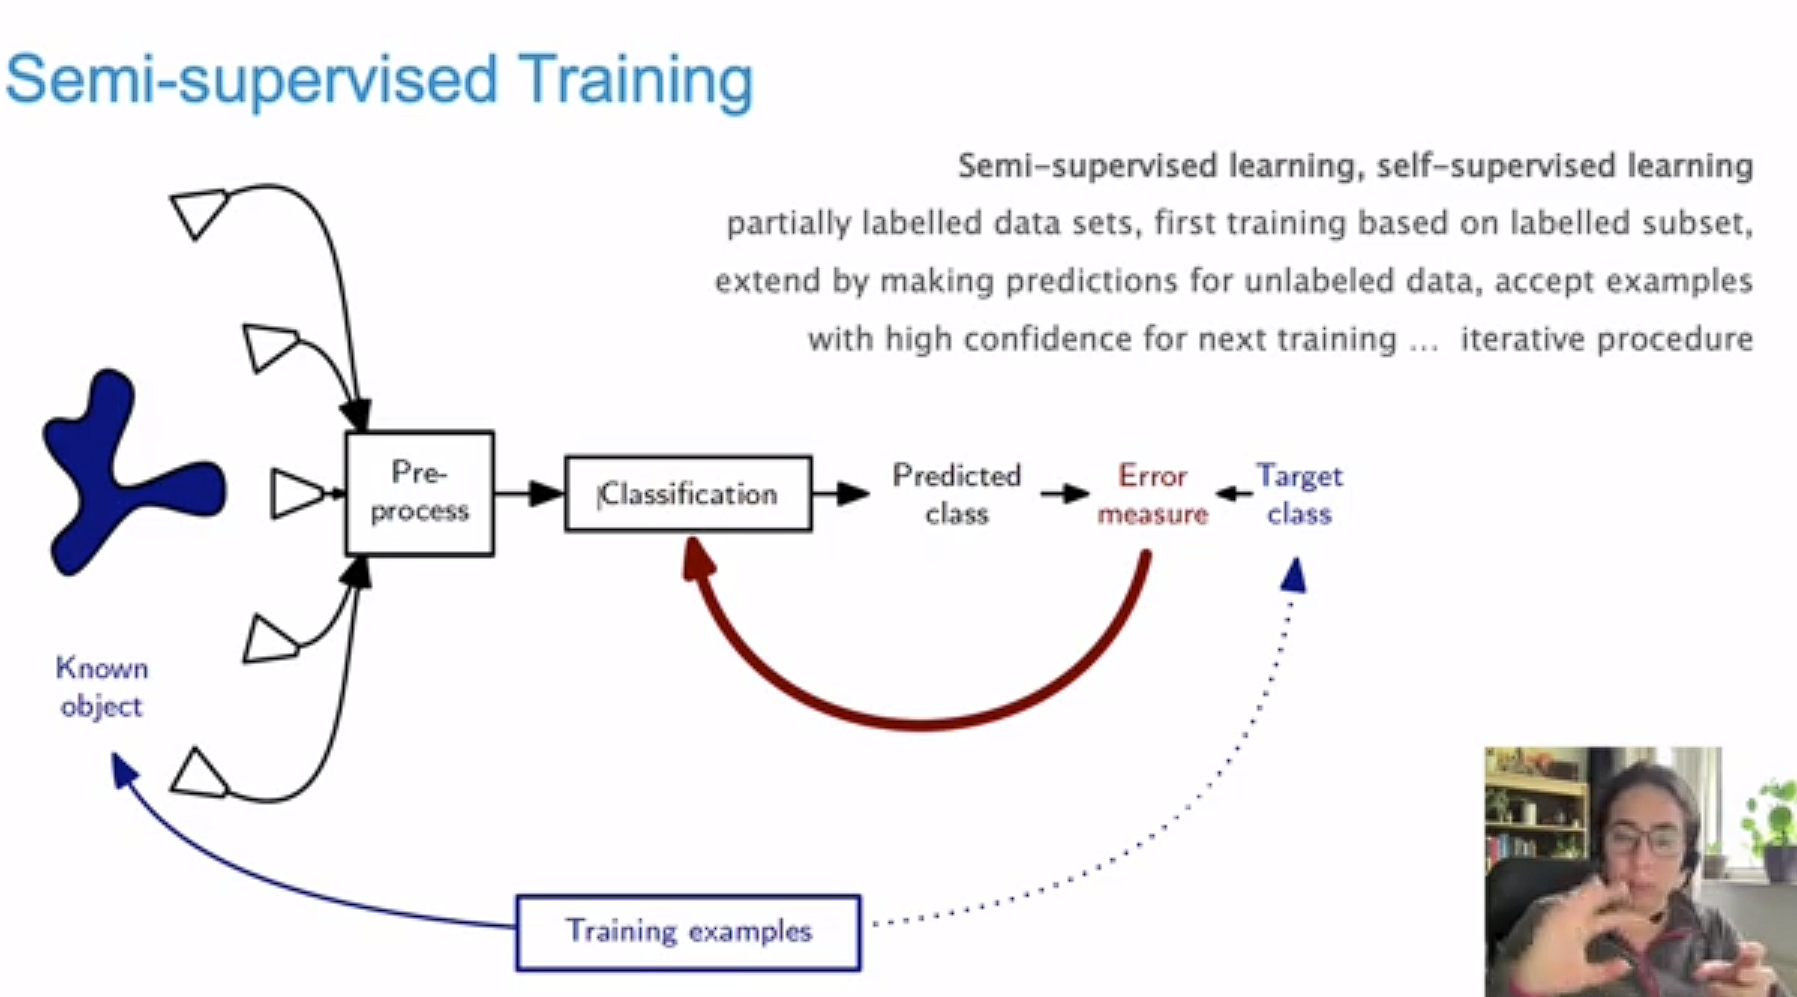 Semi-supervised Training
Semi-supervised learning, self-supervised learning
partially labelled data sets, first training based on labelled subset,
extend by making predictions for unlabeled data, accept examples
with high confidence for next training ... iterative procedure
Pre-
process
Classification
Predicted
class
Error
measure
Target
class
Known
object
Training examples